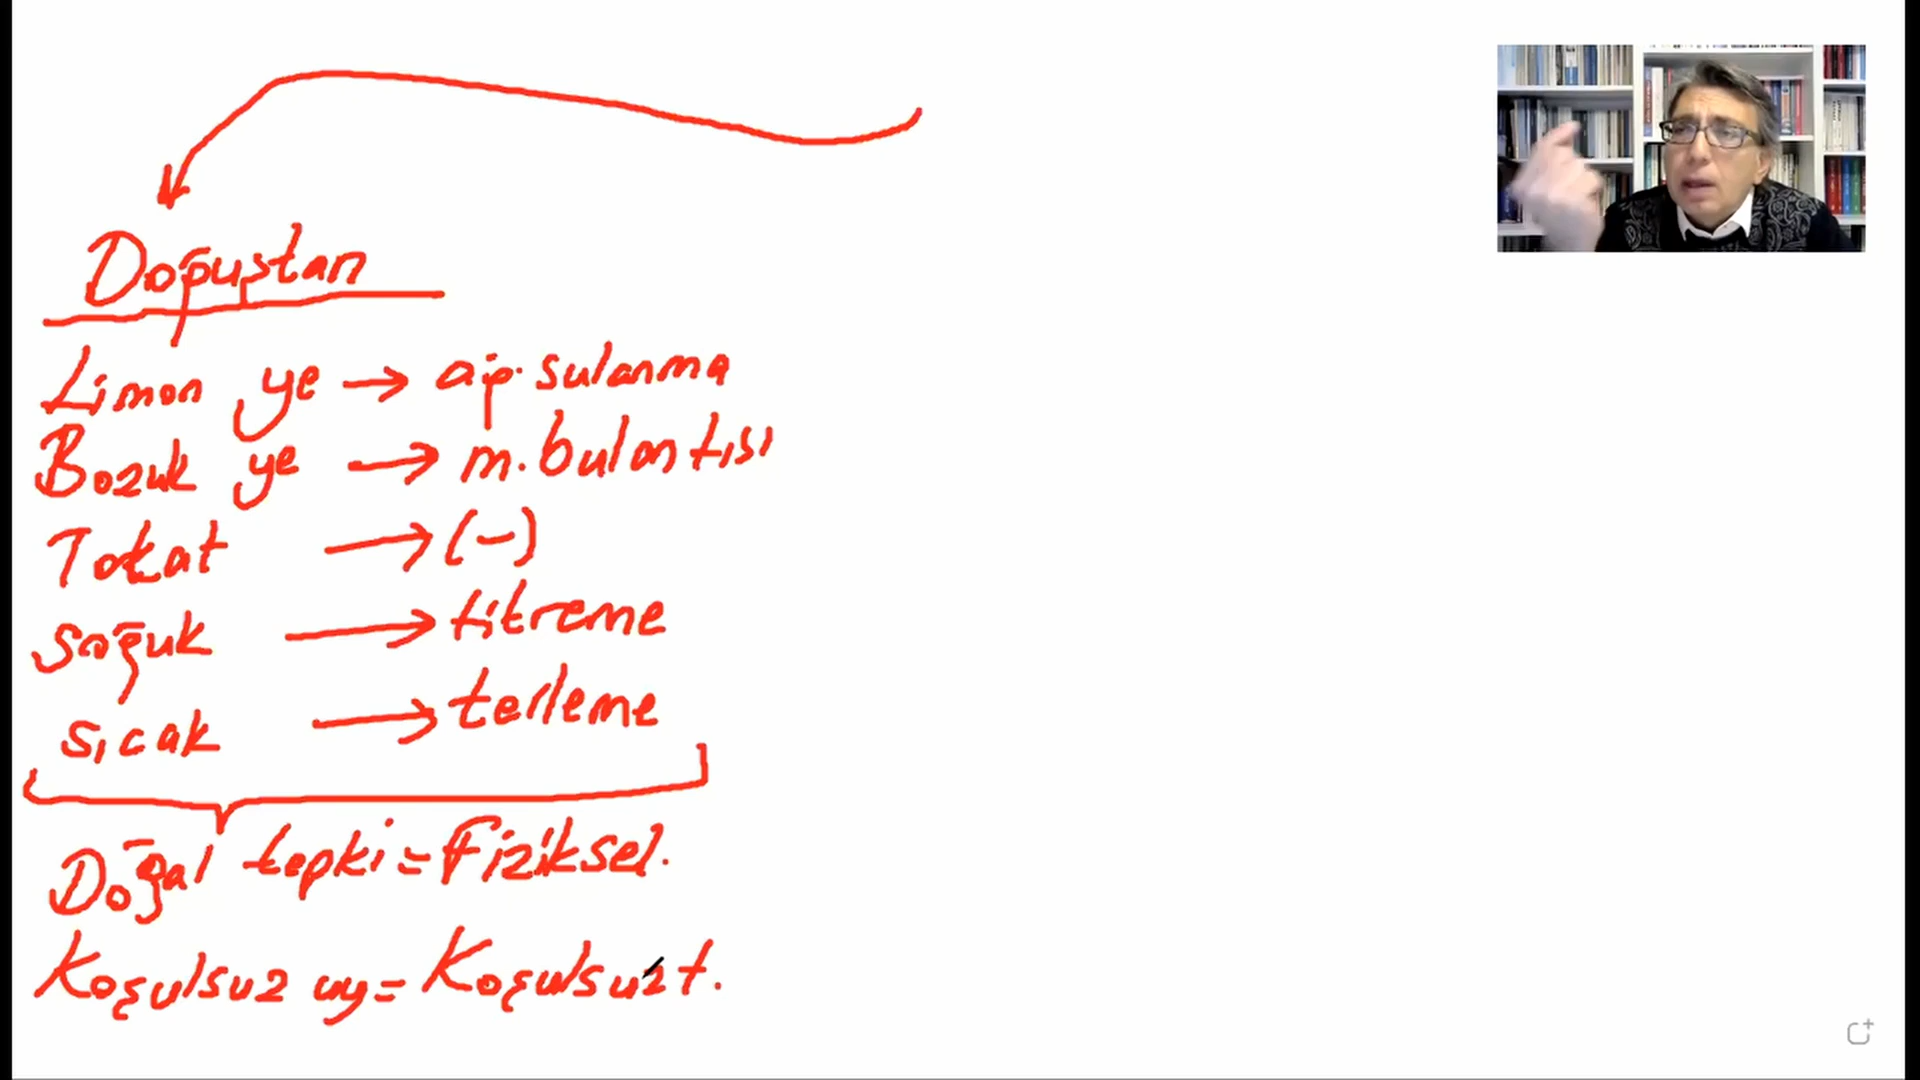 Doğuştan
Limon ye → ağ. sulanma
Bozuk ye → m. bulantısı
Tokat → (-)
Soğuk → titreme
sıcak → terleme
Doğal tepki = Fiziksel.
Koşulsuz uy = Koşulsuz t.